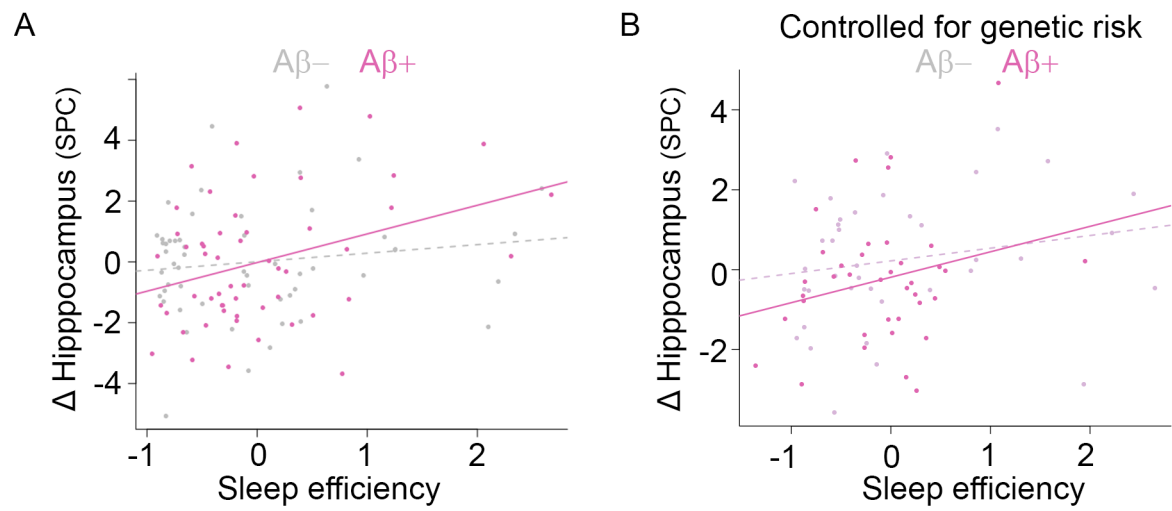 A
Aβ− Aβ+
Δ Hipppocampus (SPC)
4
2
0
-2
-4
-1 0 1 2
Sleep efficiency
B
Controlled for genetic risk
Aβ− Aβ+
Δ Hipppocampus (SPC)
4
2
0
-2
-1 0 1 2
Sleep efficiency